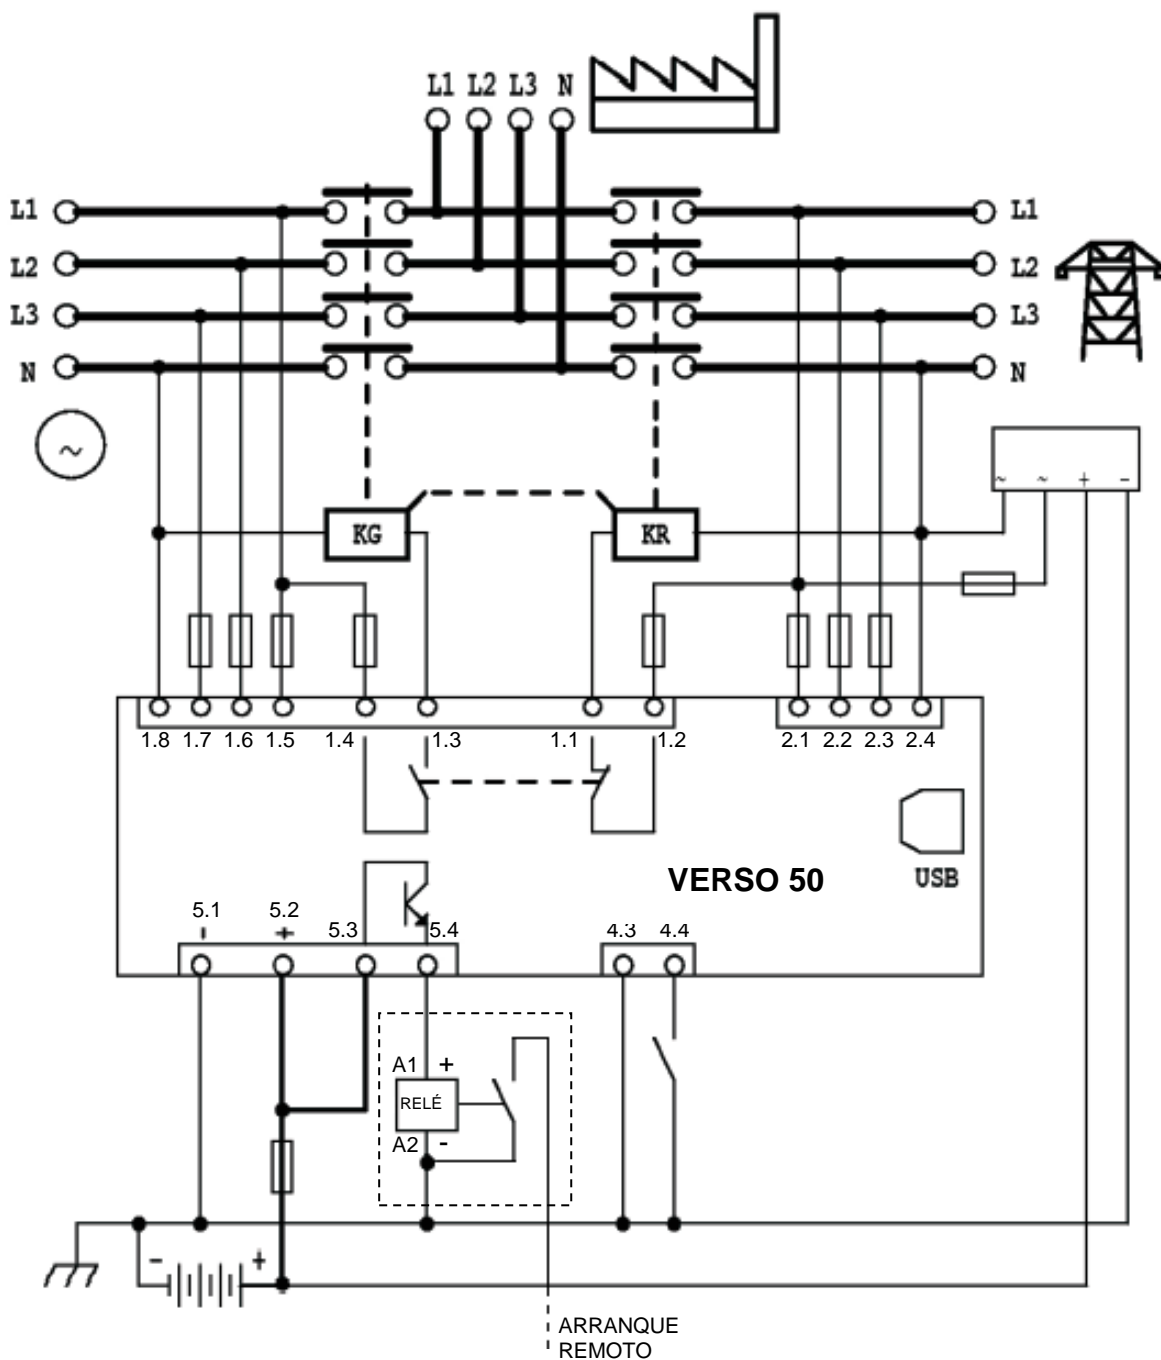 L1 L2 L3 N
L1 L1
L2 L2
L3 L3
N N
~
~ ~ + -
KG KR
1.8 1.7 1.6 1.5 1.4 1.3 1.1 1.2 2.1 2.2 2.3 2.4
VERSO 50
USB
5.1 5.2 5.3 5.4 4.3 4.4
- +
A1 +
RELÉ
A2 -
- +
ARRANQUE
REMOTO